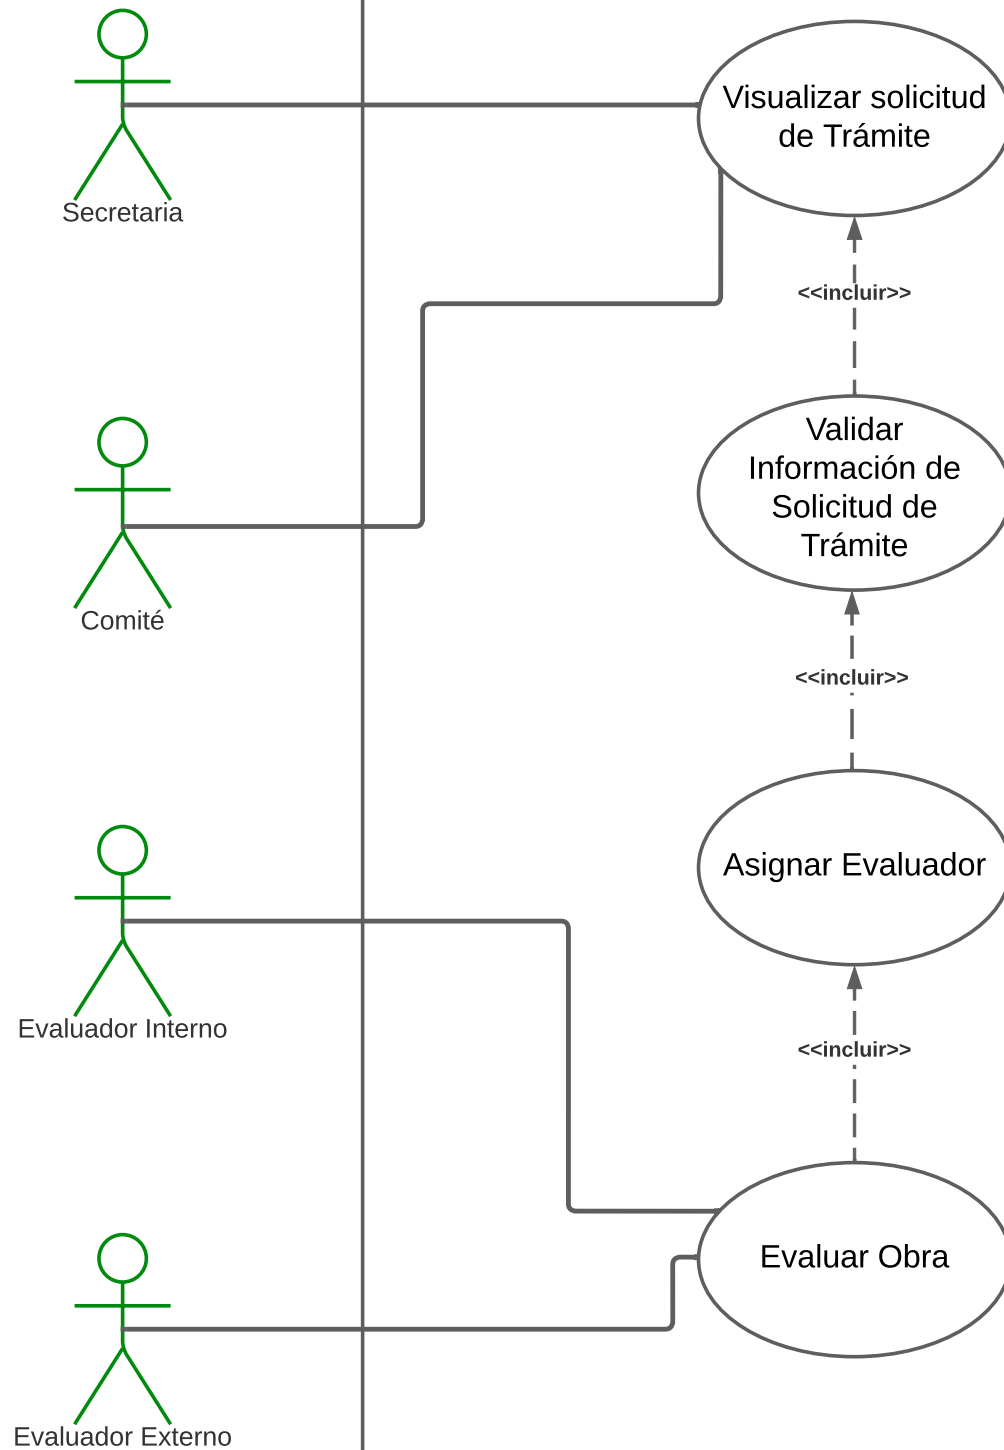 Visualizar solicitud
de Trámite
Secretaria
<<incluir>>
Validar
Información de
Solicitud de
Trámite
Comité
<<incluir>>
Asignar Evaluador
Evaluador Interno
<<incluir>>
Evaluar Obra
Evaluador Externo